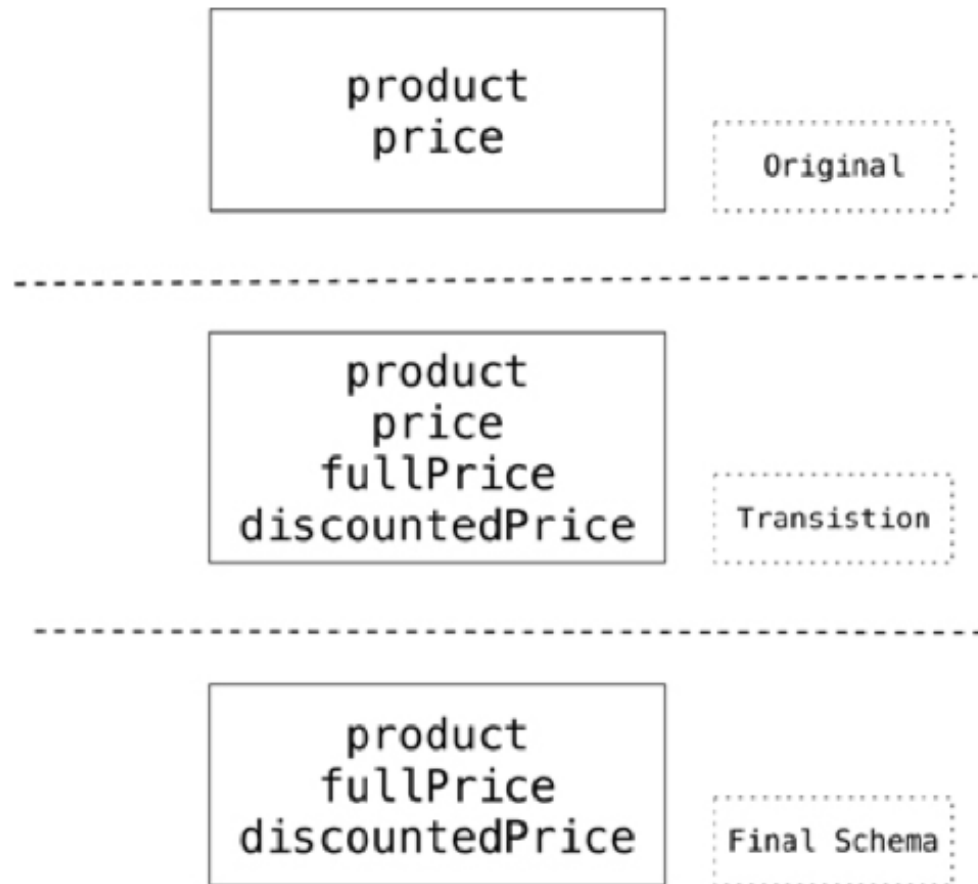 product
price
Original
product
price
fullPrice
discountedPrice
Transistion
product
fullPrice
discountedPrice
Final Schema